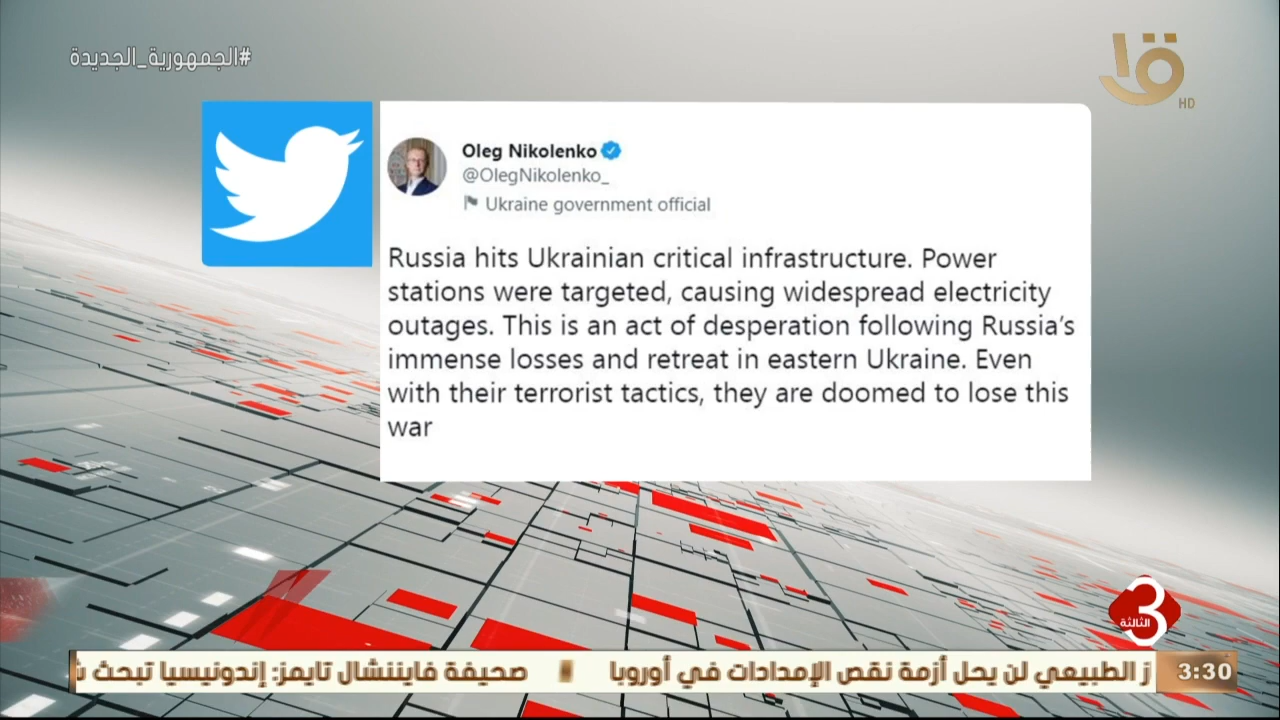 #الجمهورية_الجديدة
HD
Oleg Nikolenko
@OlegNikolenko_
Ukraine government official
Russia hits Ukrainian critical infrastructure. Power
stations were targeted, causing widespread electricity
outages. This is an act of desperation following Russia’s
immense losses and retreat in eastern Ukraine. Even
with their terrorist tactics, they are doomed to lose this
war
3
الثالثة
ز الطبيعي لن يحل أزمة نقص الإمدادات في أوروبا صحيفة فايننشال تايمز: إندونيسيا تبحث
3:30